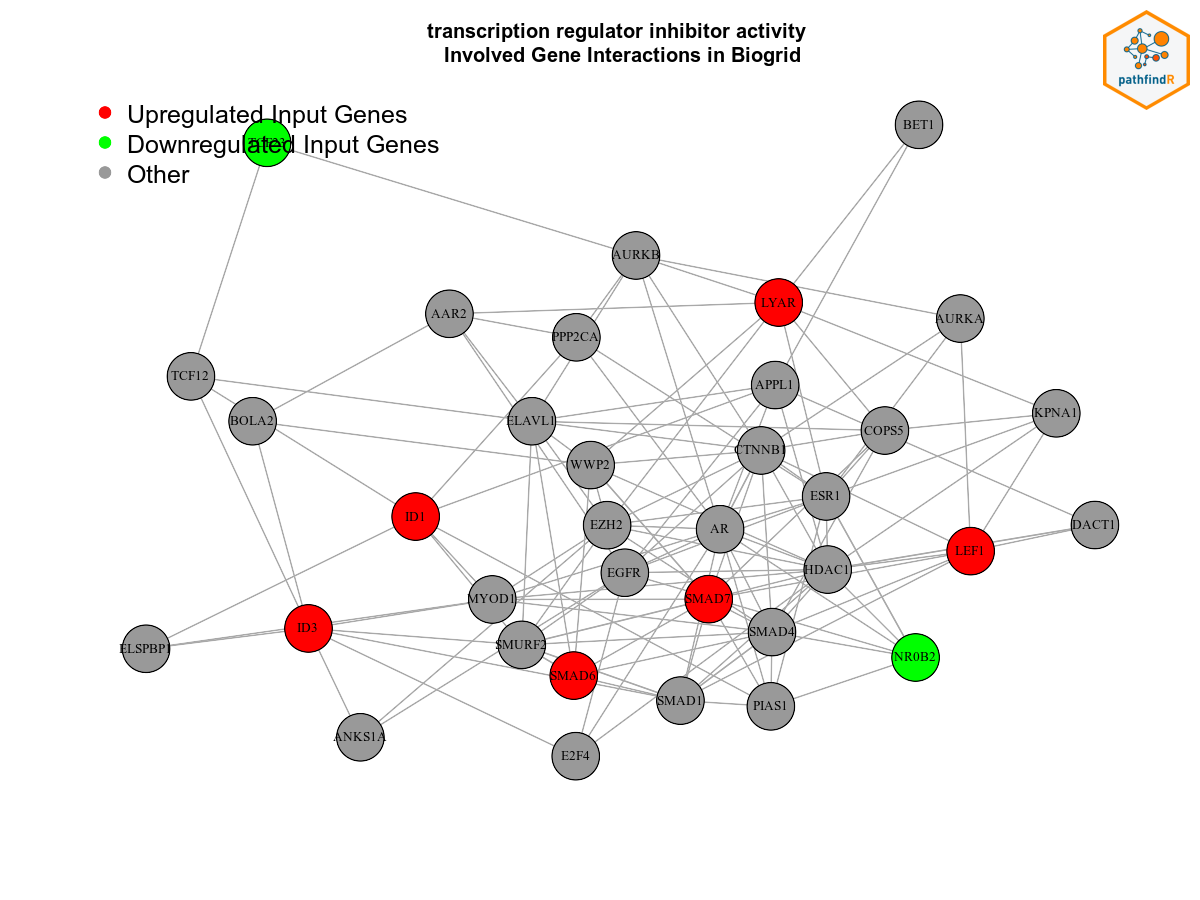 transcription regulator inhibitor activity
Involved Gene Interactions in Biogrid
pathfindR
Upregulated Input Genes
Downregulated Input Genes
Other
BET1
AURKB
LYAR
AAR2
AURKA
PPP2CA
TCF12
APPL1
BOLA2
ELAVL1
KPNA1
COPS5
CTNNB1
WWP2
ESR1
ID1
EZH2
AR
DACT1
LEF1
EGFR
HDAC1
MYOD1
SMAD7
ID3
SMAD4
ELSPBP1
SMURF2
NR0B2
SMAD6
SMAD1
PIAS1
ANKS1A
E2F4